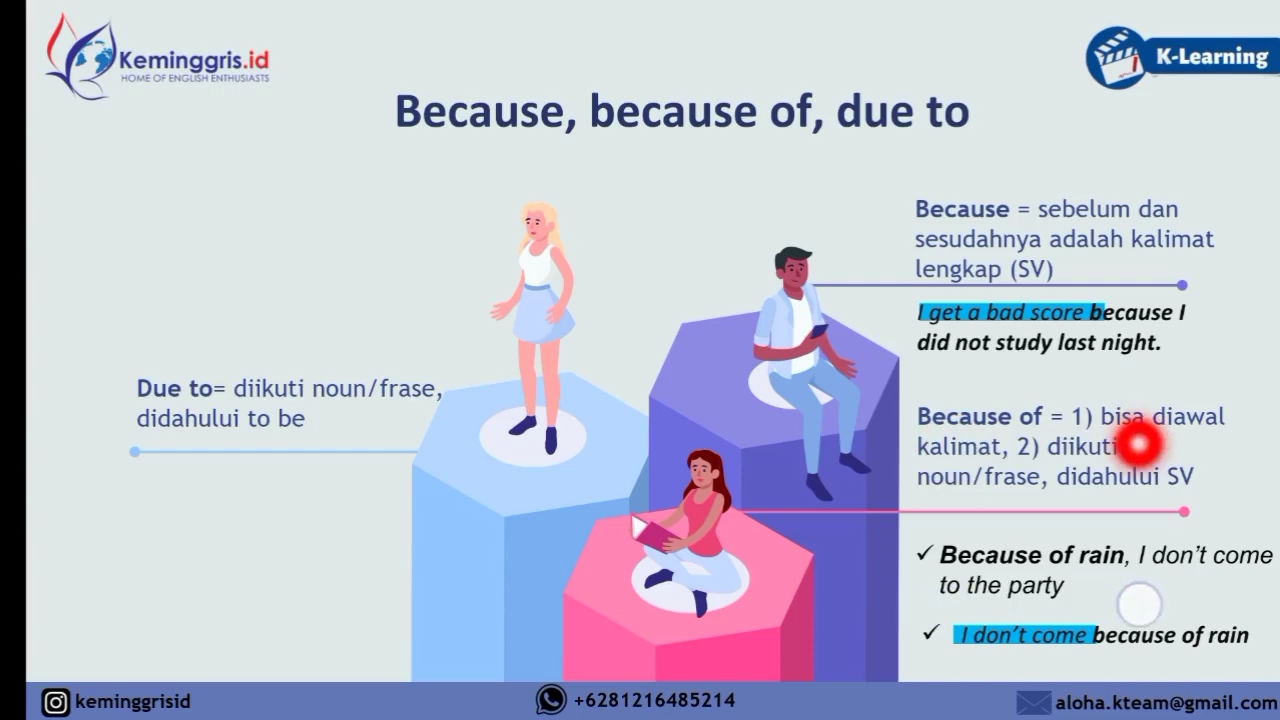 Keminggris.id
HOME OF ENGLISH ENTHUSIASTS
K-Learning
Because, because of, due to
Because = sebelum dan
sesudahnya adalah kalimat
lengkap (SV)
I get a bad score because I
did not study last night.
Due to= diikuti noun/frase,
didahului to be
Because of = 1) bisa diawal
kalimat, 2) diikuti
noun/frase, didahului SV
✓ Because of rain, I don't come
to the party
✓ I don't come because of rain
keminggrisid
+6281216485214
aloha.kteam@gmail.com